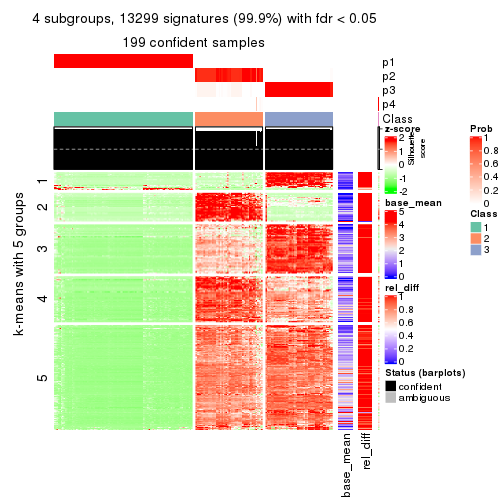 4 subgroups, 13299 signatures (99.9%) with fdr < 0.05
199 confident samples
p1
p2
p3
p4
Class
Silhouette
score
k-means with 5 groups
1
2
3
4
5
base_mean
rel_diff
z-score
2
1
0
-1
-2
base_mean
5
4
3
2
1
0
rel_diff
1
0.8
0.6
0.4
0.2
0
Status (barplots)
confident
ambiguous
Prob
1
0.8
0.6
0.4
0.2
0
Class
1
2
3